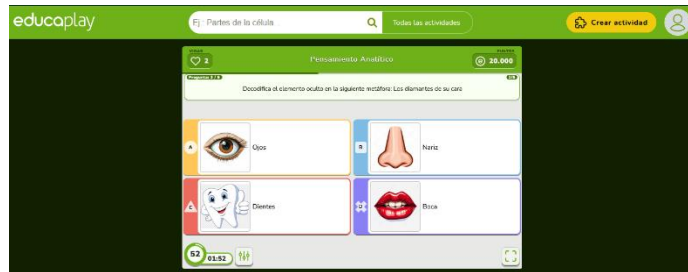 educaplay
Ej.: Partes de la célula
Todas las actividades
Crear actividad
2
Pensamiento Analítico
20.000
Decodifica el elemento oculto en la siguiente metáfora: Los diamantes de su cara
A
Ojos
B
Nariz
C
Dientes
D
Boca
52
01:52